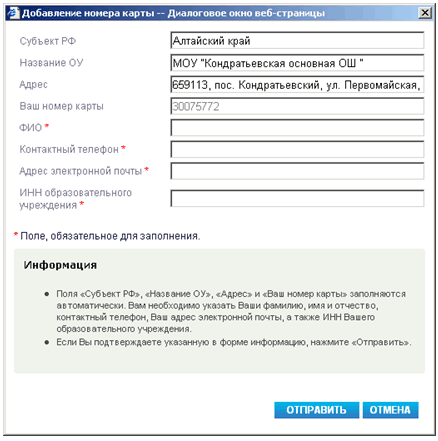 Добавление номера карты -- Диалоговое окно веб-страницы
Субъект РФ Алтайский край
Название ОУ МОУ "Кондратьевская основная ОШ "
Адрес 659113, пос. Кондратьевский, ул. Первомайская,
Ваш номер карты 30075772
ФИО *
Контактный телефон *
Адрес электронной почты *
ИНН образовательного
учреждения *
* Поле, обязательное для заполнения.
Информация
● Поля «Субъект РФ», «Название ОУ», «Адрес» и «Ваш номер карты» заполняются
автоматически. Вам необходимо указать Ваши фамилию, имя и отчество,
контактный телефон, Ваш адрес электронной почты, а также ИНН Вашего
образовательного учреждения.
● Если Вы подтверждаете указанную в форме информацию, нажмите «Отправить».
ОТПРАВИТЬ ОТМЕНА